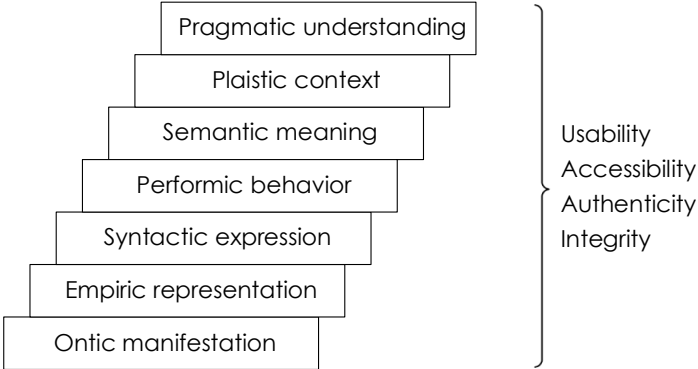 Pragmatic understanding
Plaistic context
Semantic meaning
Performic behavior
Syntactic expression
Empiric representation
Ontic manifestation
Usability
Accessibility
Authenticity
Integrity